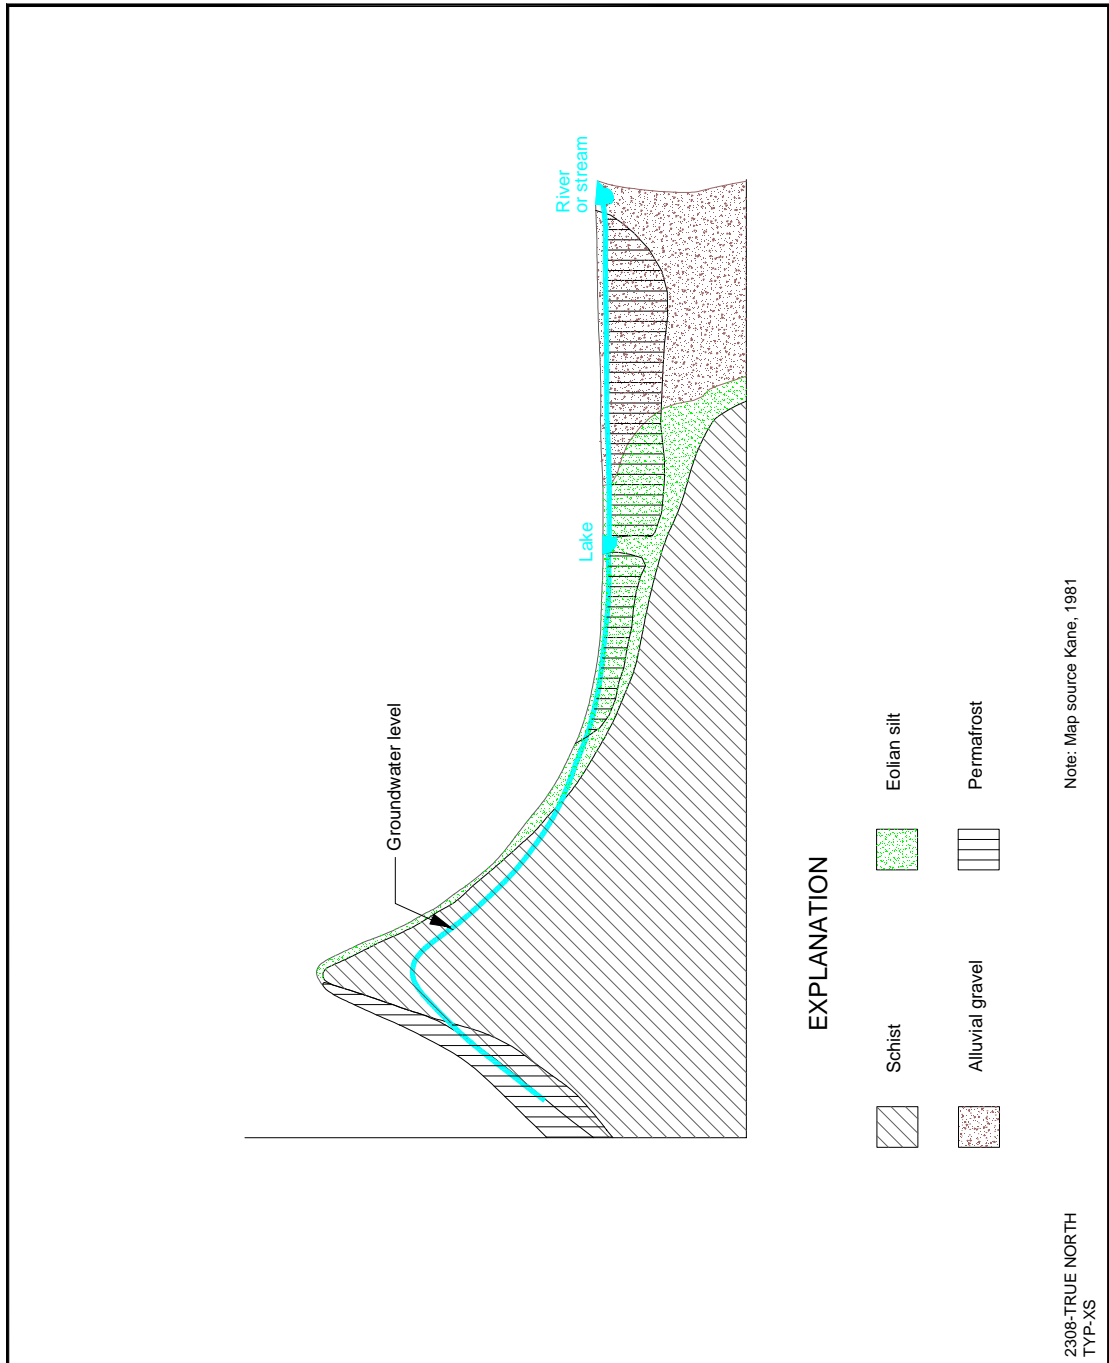 River
or stream
Lake
Groundwater level
EXPLANATION
Schist
Eolian silt
Alluvial gravel
Permafrost
Note: Map source Kane, 1981
2308-TRUE NORTH
TYP-XS